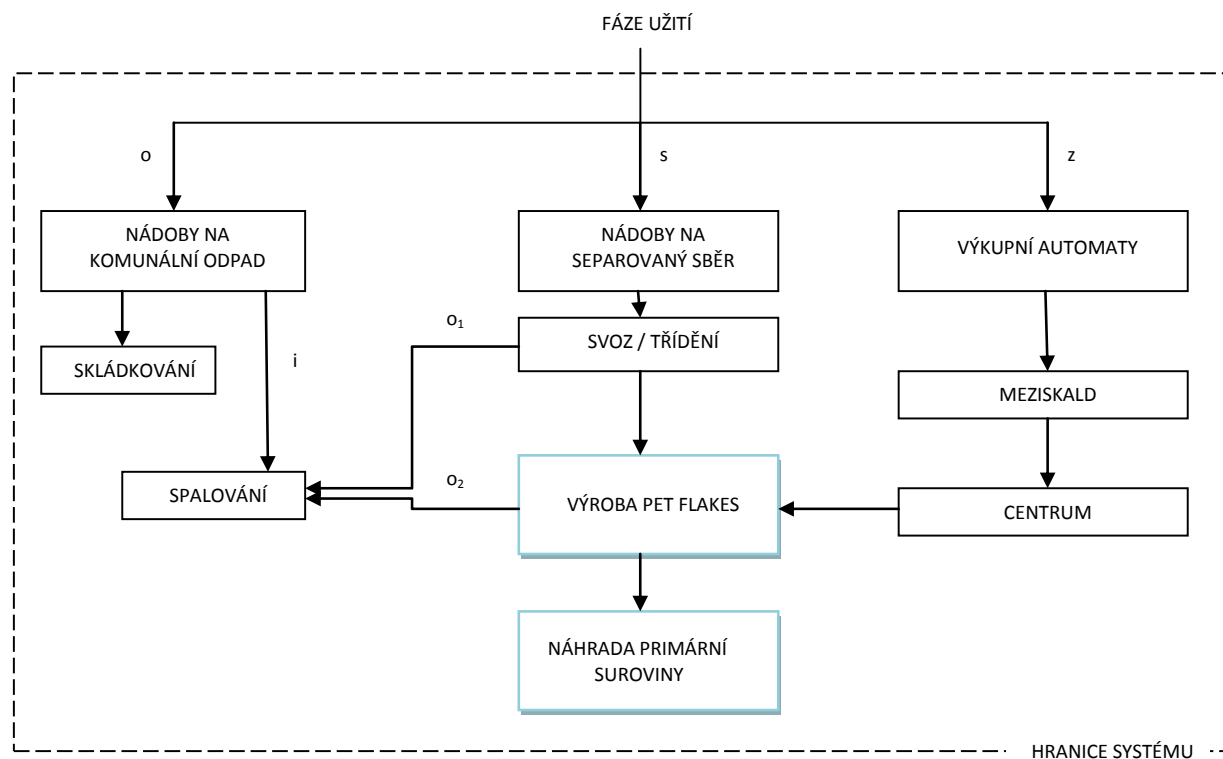 FÁZE UŽITÍ
o
s
z
NÁDOBY NA
KOMUNÁLNÍ ODPAD
NÁDOBY NA
SEPAROVANÝ SBĚR
VÝKUPNÍ AUTOMATY
o₁
SVOZ / TŘÍDĚNÍ
SKLÁDKOVÁNÍ
i
MEZISKALD
SPALOVÁNÍ
o₂
VÝROBA PET FLAKES
CENTRUM
NÁHRADA PRIMÁRNÍ
SUROVINY
HRANICE SYSTÉMU